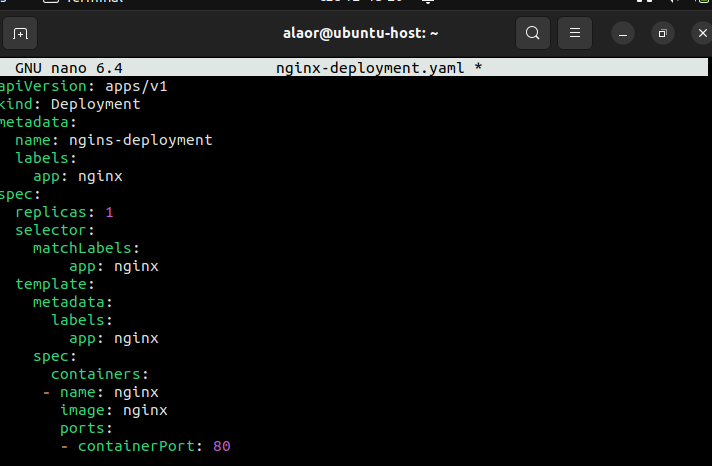 Terminal
alaor@ubuntu-host: ~
GNU nano 6.4 nginx-deployment.yaml *
apiVersion: apps/v1
kind: Deployment
metadata:
  name: ngins-deployment
  labels:
    app: nginx
spec:
  replicas: 1
  selector:
    matchLabels:
        app: nginx
  template:
    metadata:
      labels:
        app: nginx
    spec:
      containers:
     - name: nginx
       image: nginx
       ports:
       - containerPort: 80